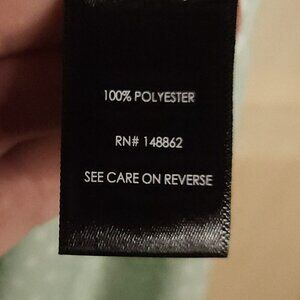 100% POLYESTER
RN# 148862
SEE CARE ON REVERSE